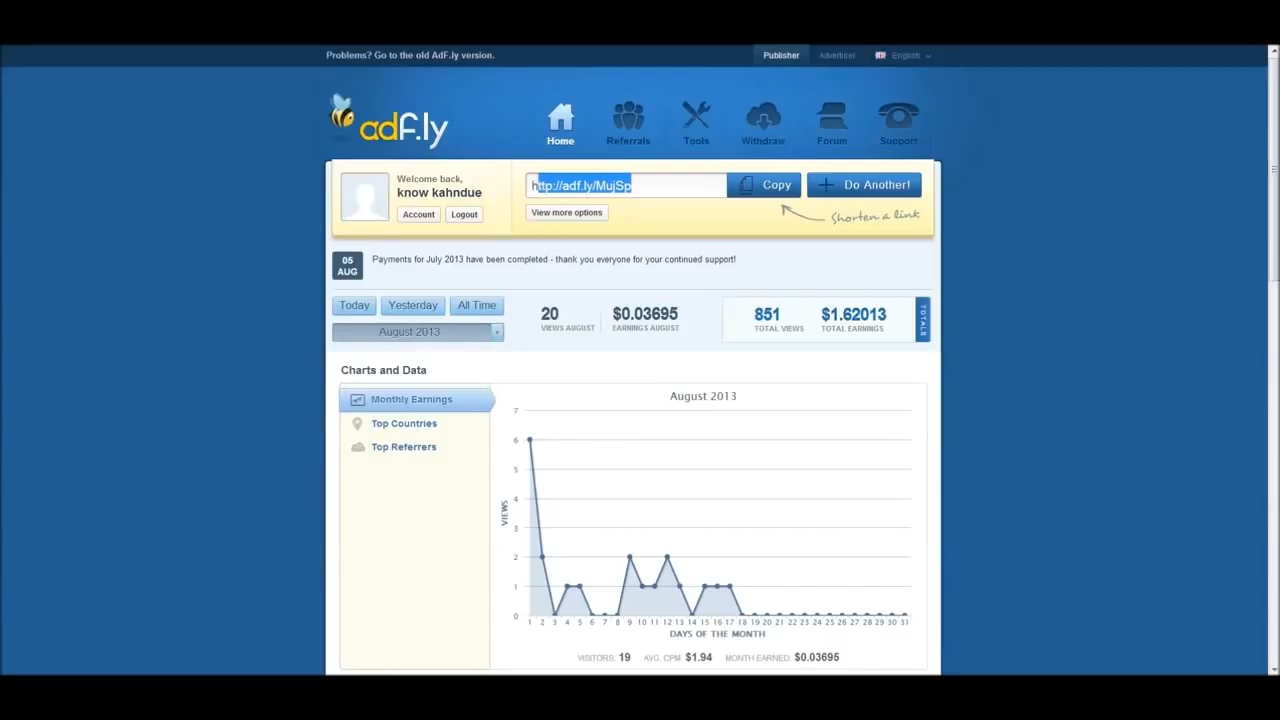 Problems? Go to the old AdF.ly version.
Publisher Advertiser English
adf.ly
Home Referrals Tools Withdraw Forum Support
Welcome back,
know kahndue
Account Logout
http://adf.ly/MujSp Copy Do Another!
View more options
Shorten a link
05
AUG
Payments for July 2013 have been completed - thank you everyone for your continued support!
Today Yesterday All Time
August 2013
20
VIEWS AUGUST
$0.03695
EARNINGS AUGUST
851
TOTAL VIEWS
$1.62013
TOTAL EARNINGS
TOTALS
Charts and Data
Monthly Earnings
Top Countries
Top Referrers
August 2013
7
6
5
4
3
2
1
0
VIEWS
1 2 3 4 5 6 7 8 9 10 11 12 13 14 15 16 17 18 19 20 21 22 23 24 25 26 27 28 29 30 31
DAYS OF THE MONTH
VISITORS: 19 AVG. CPM $1.94 MONTH EARNED: $0.03695